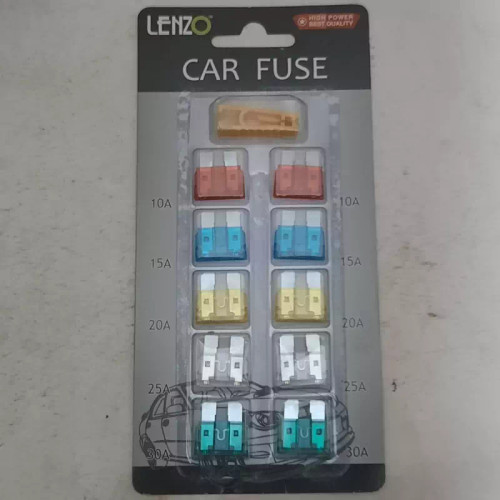 LENZO
HIGH POWER
BEST QUALITY
CAR FUSE
10A 10A
15A 15A
20A 20A
25A 25A
30A 30A